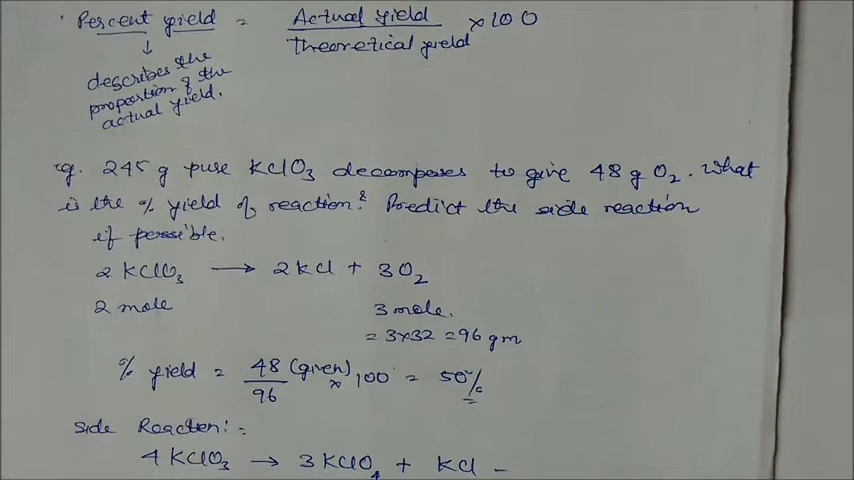 Percent yield = Actual yield / Theoretical yield × 100
↓
describes the
proportion of the
actual yield.
eg. 245 g pure KClO₃ decomposes to give 48 g O₂. What
is the % yield of reaction? Predict the side reaction
if possible.
2 KClO₃ → 2 KCl + 3 O₂
2 mole 3 mole.
= 3×32 = 96 gm
% yield = 48 (given) / 96 × 100 = 50%
Side Reaction:=
4 KClO₃ → 3 KClO₄ + KCl –